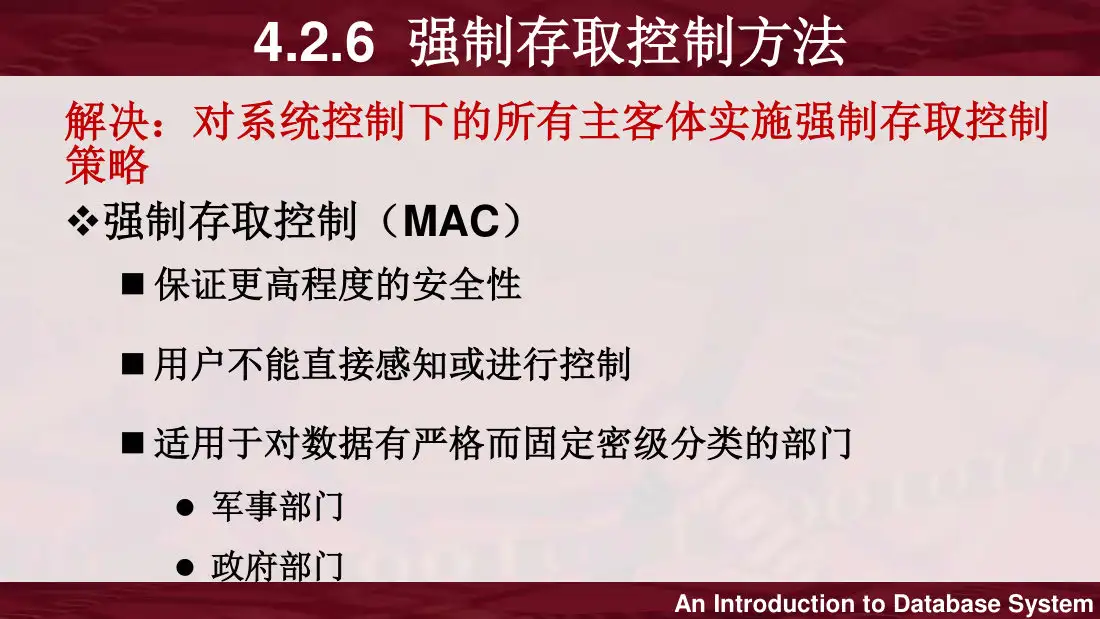 4.2.6 强制存取控制方法
解决：对系统控制下的所有主客体实施强制存取控制
策略
❖强制存取控制（MAC）
■ 保证更高程度的安全性
■ 用户不能直接感知或进行控制
■ 适用于对数据有严格而固定密级分类的部门
● 军事部门
● 政府部门
An Introduction to Database System